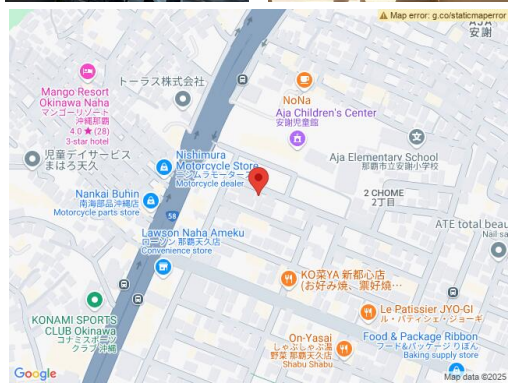 Map error: g.co/staticmaperror
AJA
安謝
トーラス株式会社
Mango Resort
Okinawa Naha
マンゴーリゾート
沖縄那覇
4.0★(28)
3-star hotel
NoNa
Aja Children's Center
安謝児童館
児童デイサービス
まはろ天久
Nishimura
Motorcycle Store
ニシムラモータース
Motorcycle dealer
Aja Elementary School
那覇市立安謝小学校
Nankai Buhin
南海部品沖縄店
Motorcycle parts store
58
2 CHOME
2丁目
Lawson Naha Ameku
ローソン 那覇天久店
Convenience store
ATE total beau
Nail sa
KO菜YA 新都心店
(お好み焼、
KONAMI SPORTS
CLUB Okinawa
コナミスポーツ
クラブ 沖縄
Le Patissier JYO-GI
ル・パティシェ・ジョーギ
On-Yasai
しゃぶしゃぶ温
野菜 那覇天久店
Shabu Shabu
Food & Package Ribbon
フード&パッケージ りぼん
Baking supply store
Google
Map data ©2025